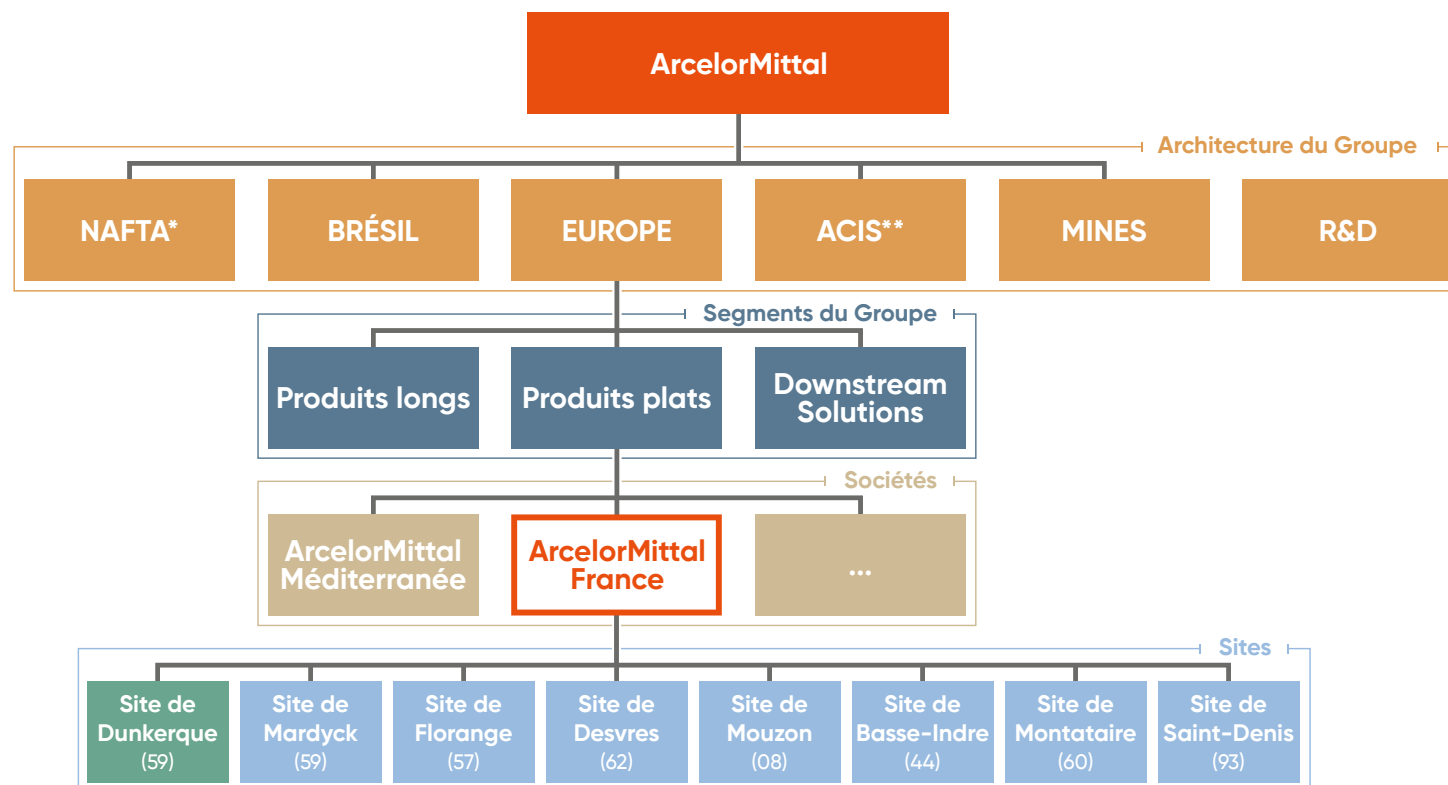 ArcelorMittal
Architecture du Groupe
NAFTA*
BRÉSIL
EUROPE
ACIS**
MINES
R&D
Segments du Groupe
Produits longs
Produits plats
Downstream
Solutions
Sociétés
ArcelorMittal
Méditerranée
ArcelorMittal
France
...
Sites
Site de
Dunkerque
(59)
Site de
Mardyck
(59)
Site de
Florange
(57)
Site de
Desvres
(62)
Site de
Mouzon
(08)
Site de
Basse-Indre
(44)
Site de
Montataire
(60)
Site de
Saint-Denis
(93)